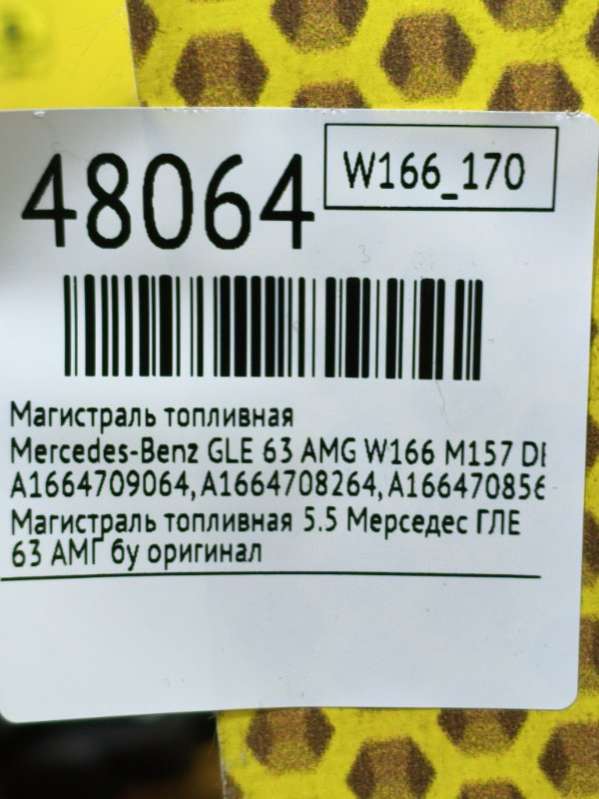 48064
W166_170
Магистраль топливная
Mercedes-Benz GLE 63 AMG W166 M157
A1664709064, A1664708264, A166470856
Магистраль топливная 5.5 Мерседес ГЛЕ
63 АМГ бу оригинал